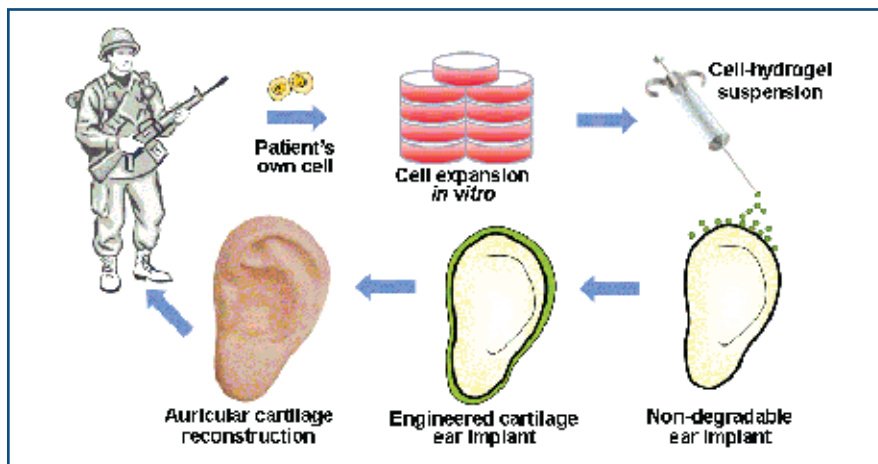 Patient's
own cell
Cell expansion
in vitro
Cell-hydrogel
suspension
Non-degradable
ear implant
Engineered cartilage
ear implant
Auricular cartilage
reconstruction